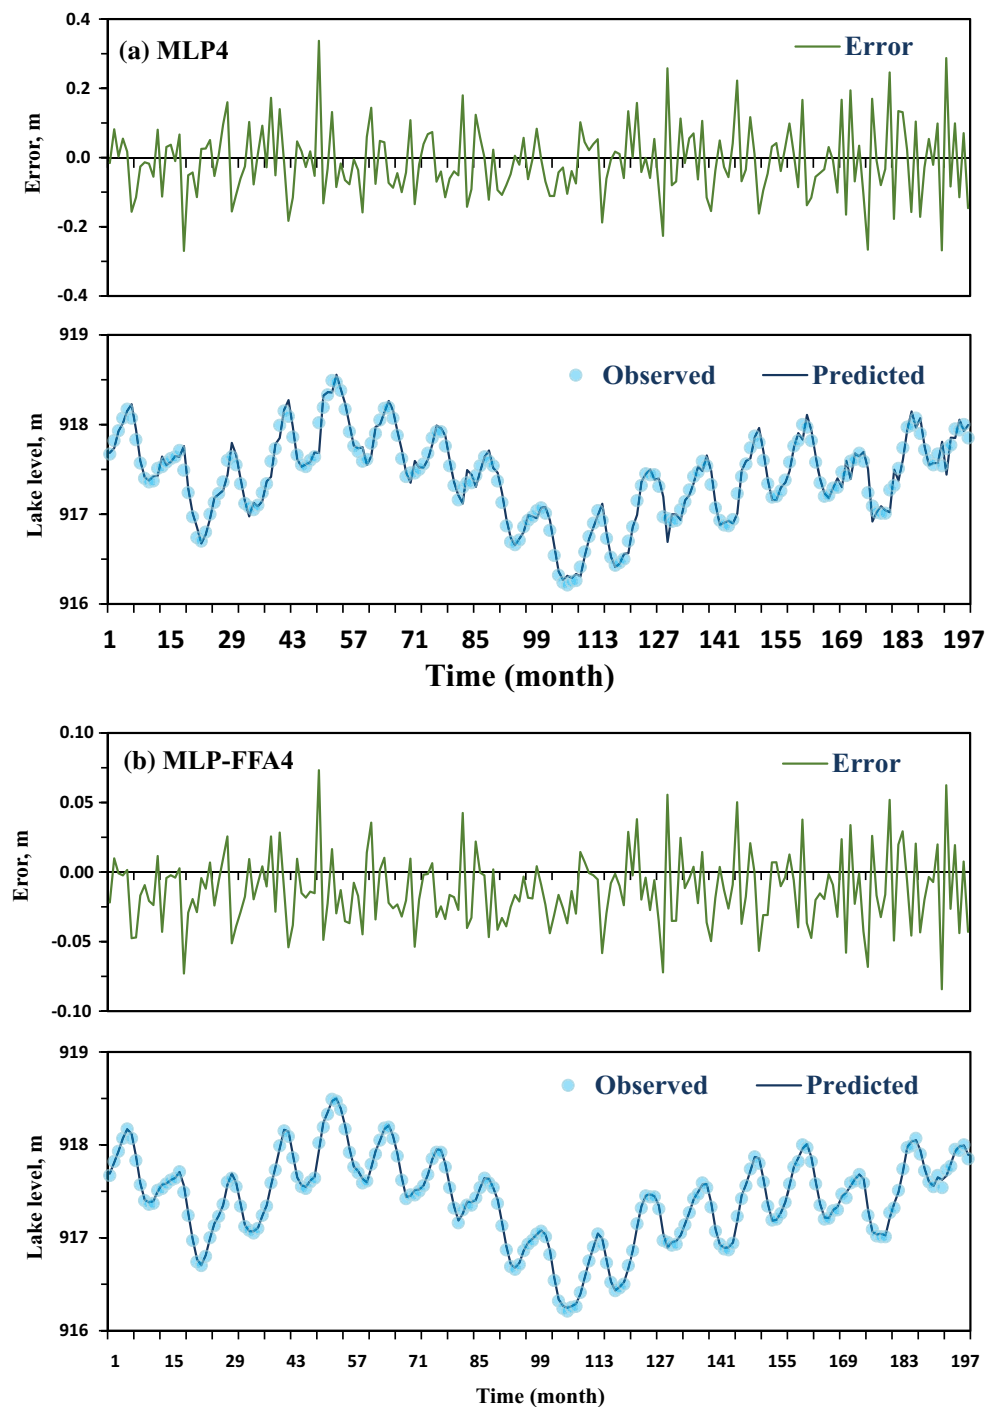 (a) MLP4
Error
Error, m
0.4
0.2
0.0
-0.2
-0.4
Observed Predicted
Lake level, m
919
918
917
916
1 15 29 43 57 71 85 99 113 127 141 155 169 183 197
Time (month)
(b) MLP-FFA4
Error
Eror, m
0.10
0.05
0.00
-0.05
-0.10
Observed Predicted
Lake level, m
919
918
917
916
1 15 29 43 57 71 85 99 113 127 141 155 169 183 197
Time (month)